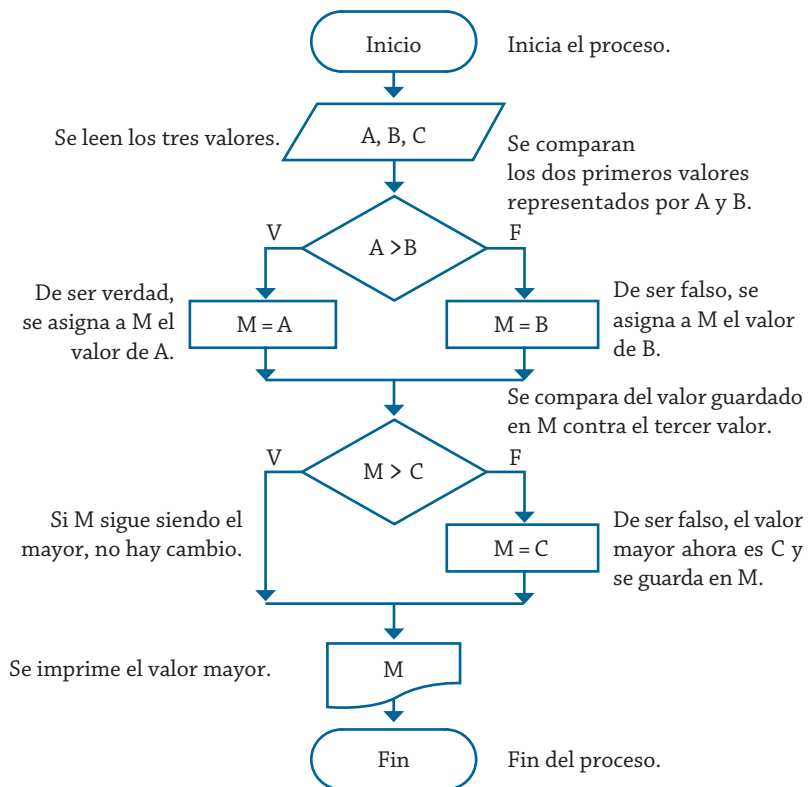 Inicio
Inicia el proceso.
Se leen los tres valores.
A, B, C
Se comparan
los dos primeros valores
representados por A y B.
V
A >B
F
De ser verdad,
se asigna a M el
valor de A.
M = A
M = B
De ser falso, se
asigna a M el valor
de B.
Se compara del valor guardado
en M contra el tercer valor.
V
M > C
F
Si M sigue siendo el
mayor, no hay cambio.
M = C
De ser falso, el valor
mayor ahora es C y
se guarda en M.
Se imprime el valor mayor.
M
Fin
Fin del proceso.